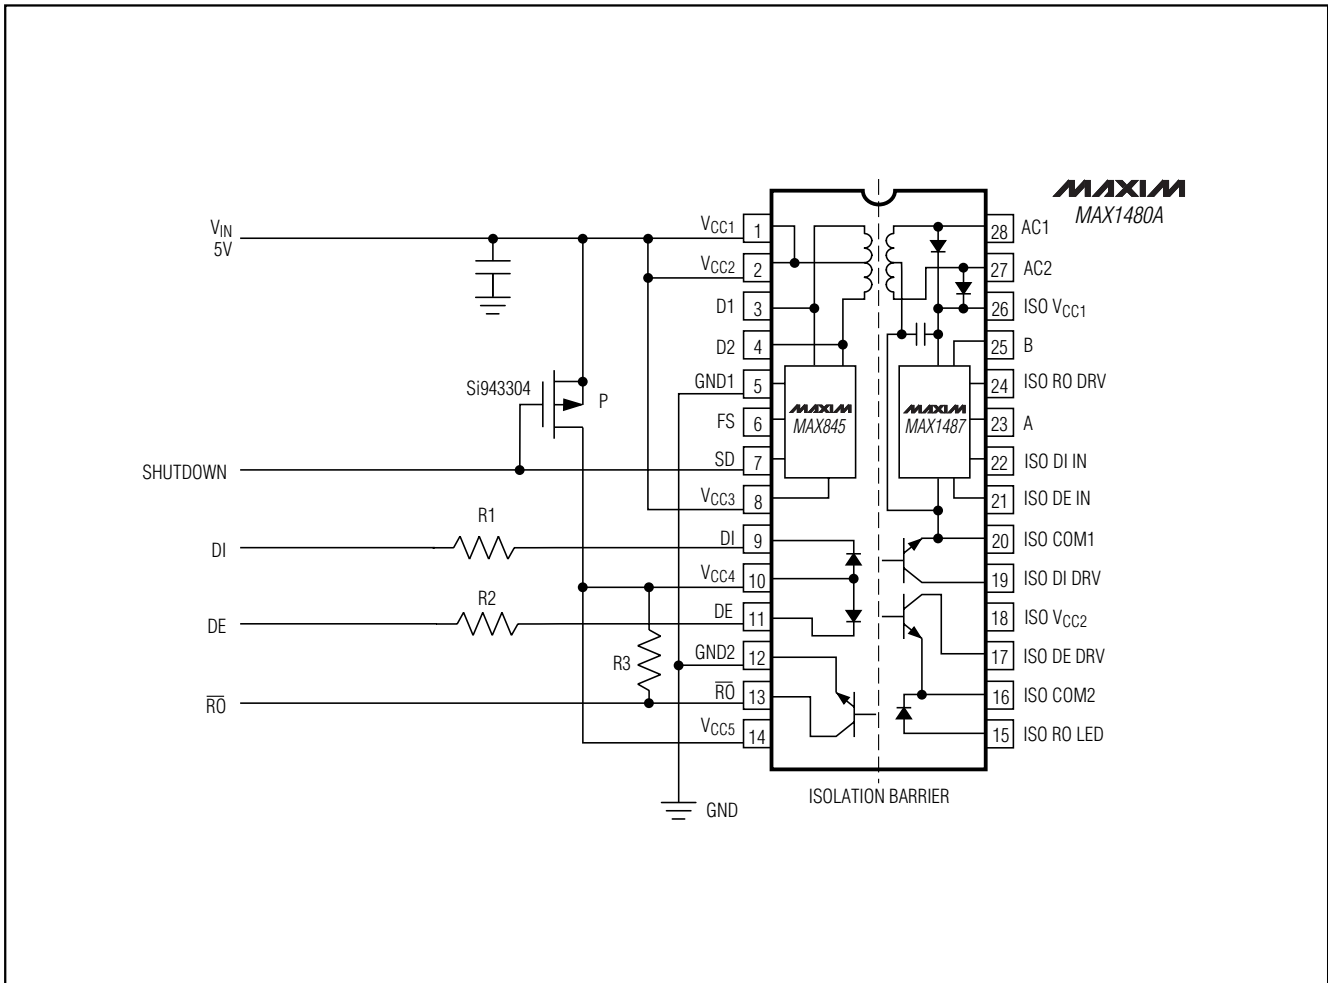 MAXIM
MAX1480A
VIN
5V
SHUTDOWN
DI
DE
RO
Si943304
P
R1
R2
R3
GND
VCC1 1
VCC2 2
D1 3
D2 4
GND1 5
FS 6
SD 7
VCC3 8
DI 9
VCC4 10
DE 11
GND2 12
RO 13
VCC5 14
MAXIM
MAX845
MAXIM
MAX1487
28 AC1
27 AC2
26 ISO VCC1
25 B
24 ISO RO DRV
23 A
22 ISO DI IN
21 ISO DE IN
20 ISO COM1
19 ISO DI DRV
18 ISO VCC2
17 ISO DE DRV
16 ISO COM2
15 ISO RO LED
ISOLATION BARRIER